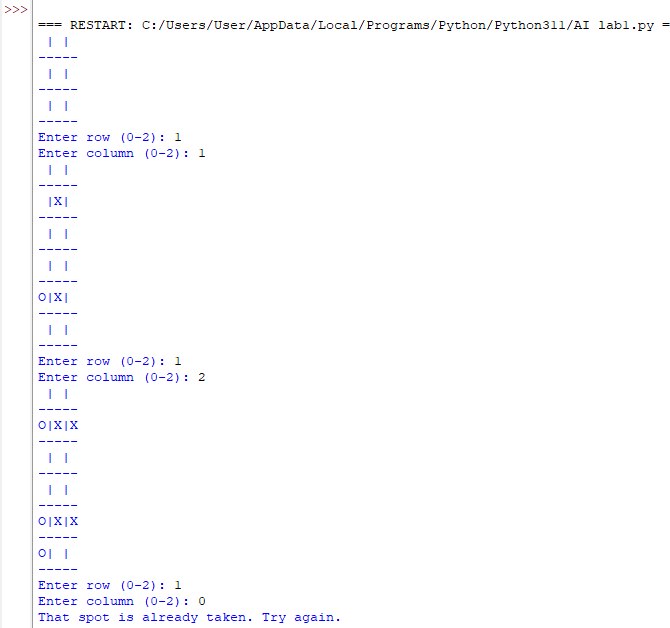 >>>
=== RESTART: C:/Users/User/AppData/Local/Programs/Python/Python311/AI lab1.py =
 | |
-----
 | |
-----
 | |
-----
Enter row (0-2): 1
Enter column (0-2): 1
 | |
-----
 |X|
-----
 | |
-----
 | |
-----
O|X|
-----
 | |
-----
Enter row (0-2): 1
Enter column (0-2): 2
 | |
-----
O|X|X
-----
 | |
-----
 | |
-----
O|X|X
-----
O| |
-----
Enter row (0-2): 1
Enter column (0-2): 0
That spot is already taken. Try again.